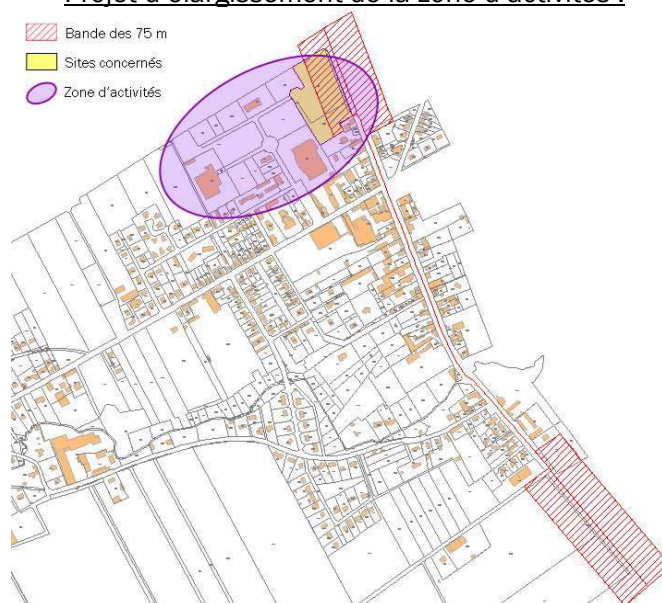 Projet d'élargissement de la zone d'activités :
Bande des 75 m
Sites concernés
Zone d'activités